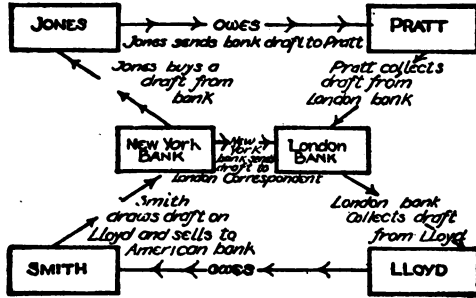 JONES
OWES
PRATT
Jones sends bank draft to Pratt
Jones buys a
draft from
bank
Pratt collects
draft from
London bank
NEW YORK
BANK
New
York
bank sends
draft to
London Correspondent
LONDON
BANK
Smith
draws draft on
Lloyd and sells to
American bank
London bank
Collects draft
from Lloyd
SMITH
OWES
LLOYD